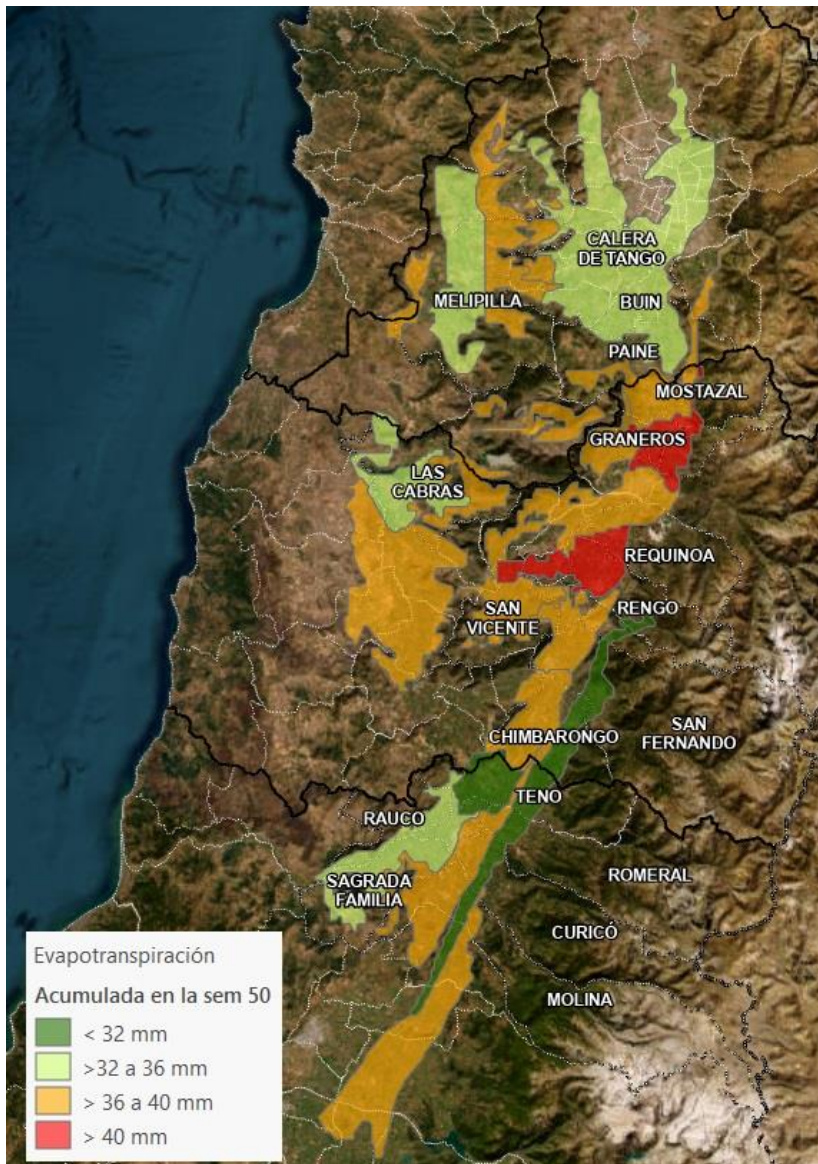 CALERA
DE TANGO
MELIPILLA
BUIN
PAINE
MOSTAZAL
GRANEROS
LAS
CABRAS
REQUINOA
RENGO
SAN
VICENTE
SAN
FERNANDO
CHIMBARONGO
TENO
RAUCO
ROMERAL
SAGRADA
FAMILIA
CURICÓ
MOLINA
Evapotranspiración
Acumulada en la sem 50
< 32 mm
>32 a 36 mm
> 36 a 40 mm
> 40 mm